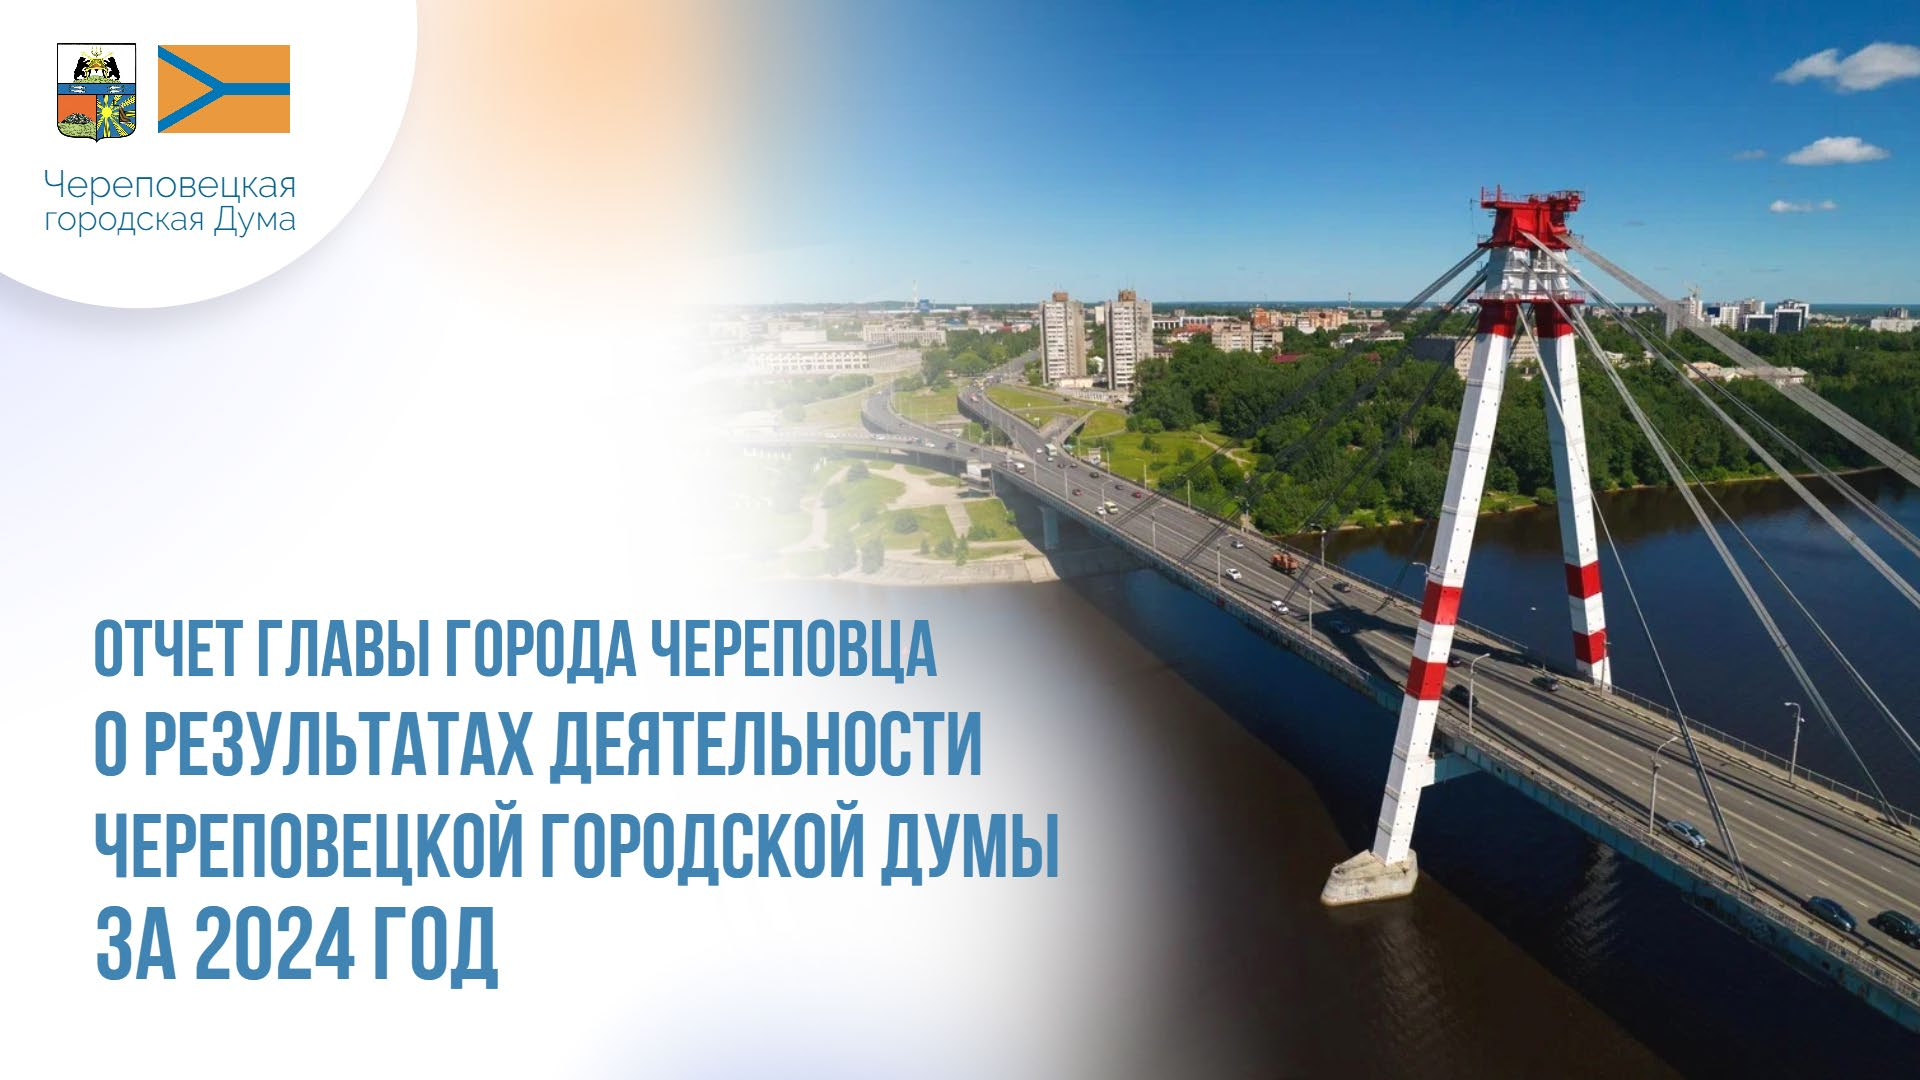 Череповецкая
городская Дума
ОТЧЕТ ГЛАВЫ ГОРОДА ЧЕРЕПОВЦА
О РЕЗУЛЬТАТАХ ДЕЯТЕЛЬНОСТИ
ЧЕРЕПОВЕЦКОЙ ГОРОДСКОЙ ДУМЫ
ЗА 2024 ГОД